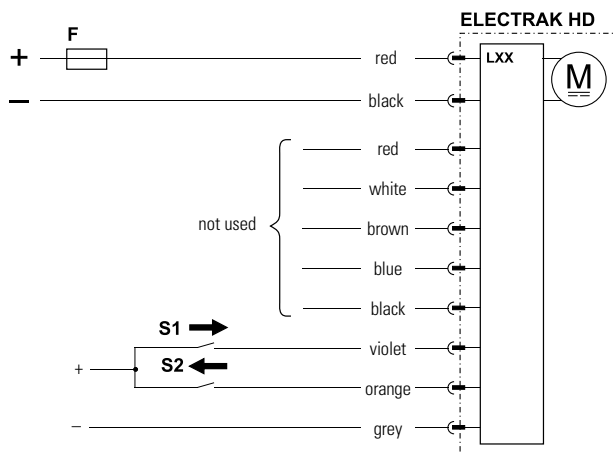 ELECTRAK HD
F
+ red LXX
M
− black
red
white
not used brown
blue
black
S1 violet
+ S2
orange
− grey